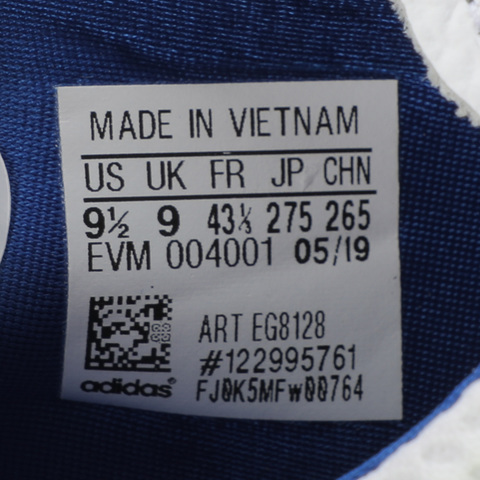 MADE IN VIETNAM
US UK FR JP CHN
9½ 9 43⅓ 275 265
EVM 004001 05/19
ART EG8128
#122995761
FJ0K5MFw00764
adidas